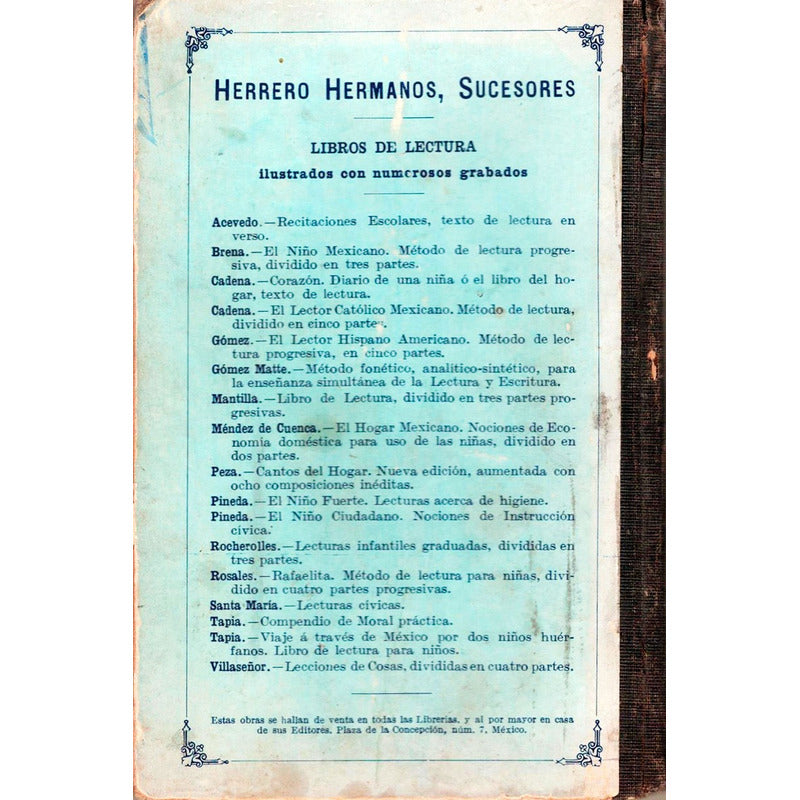 HERRERO HERMANOS, SUCESORES
LIBROS DE LECTURA
ilustrados con numerosos grabados
Acevedo.—Recitaciones Escolares, texto de lectura en
verso.
Brena.—El Niño Mexicano. Método de lectura progre-
siva, dividido en tres partes.
Cadena.—Corazón. Diario de una niña ó el libro del ho-
gar, texto de lectura.
Cadena.—El Lector Católico Mexicano. Método de lectura,
dividido en cinco partes.
Gómez.—El Lector Hispano Americano. Método de lec-
tura progresiva, en cinco partes.
Gómez Matte.—Método fonético, analítico-sintético, para
la enseñanza simultánea de la Lectura y Escritura.
Mantilla.—Libro de Lectura, dividido en tres partes pro-
gresivas.
Méndez de Cuenca.—El Hogar Mexicano. Nociones de Eco-
nomía doméstica para uso de las niñas, dividido en
dos partes.
Peza.—Cantos del Hogar. Nueva edición, aumentada con
ocho composiciones inéditas.
Pineda.—El Niño Fuerte. Lecturas acerca de higiene.
Pineda.—El Niño Ciudadano. Nociones de Instrucción
cívica.
Rocherolles.—Lecturas infantiles graduadas, divididas en
tres partes.
Rosales.—Rafaelita. Método de lectura para niñas, divi-
dido en cuatro partes progresivas.
Santa María.—Lecturas cívicas.
Tapia.—Compendio de Moral práctica.
Tapia.—Viaje á través de México por dos niños huér-
fanos. Libro de lectura para niños.
Villaseñor.—Lecciones de Cosas, divididas en cuatro partes.
Estas obras se hallan de venta en todas las Librerías, y al por mayor en casa
de sus Editores, Plaza de la Concepción, núm. 7, México.